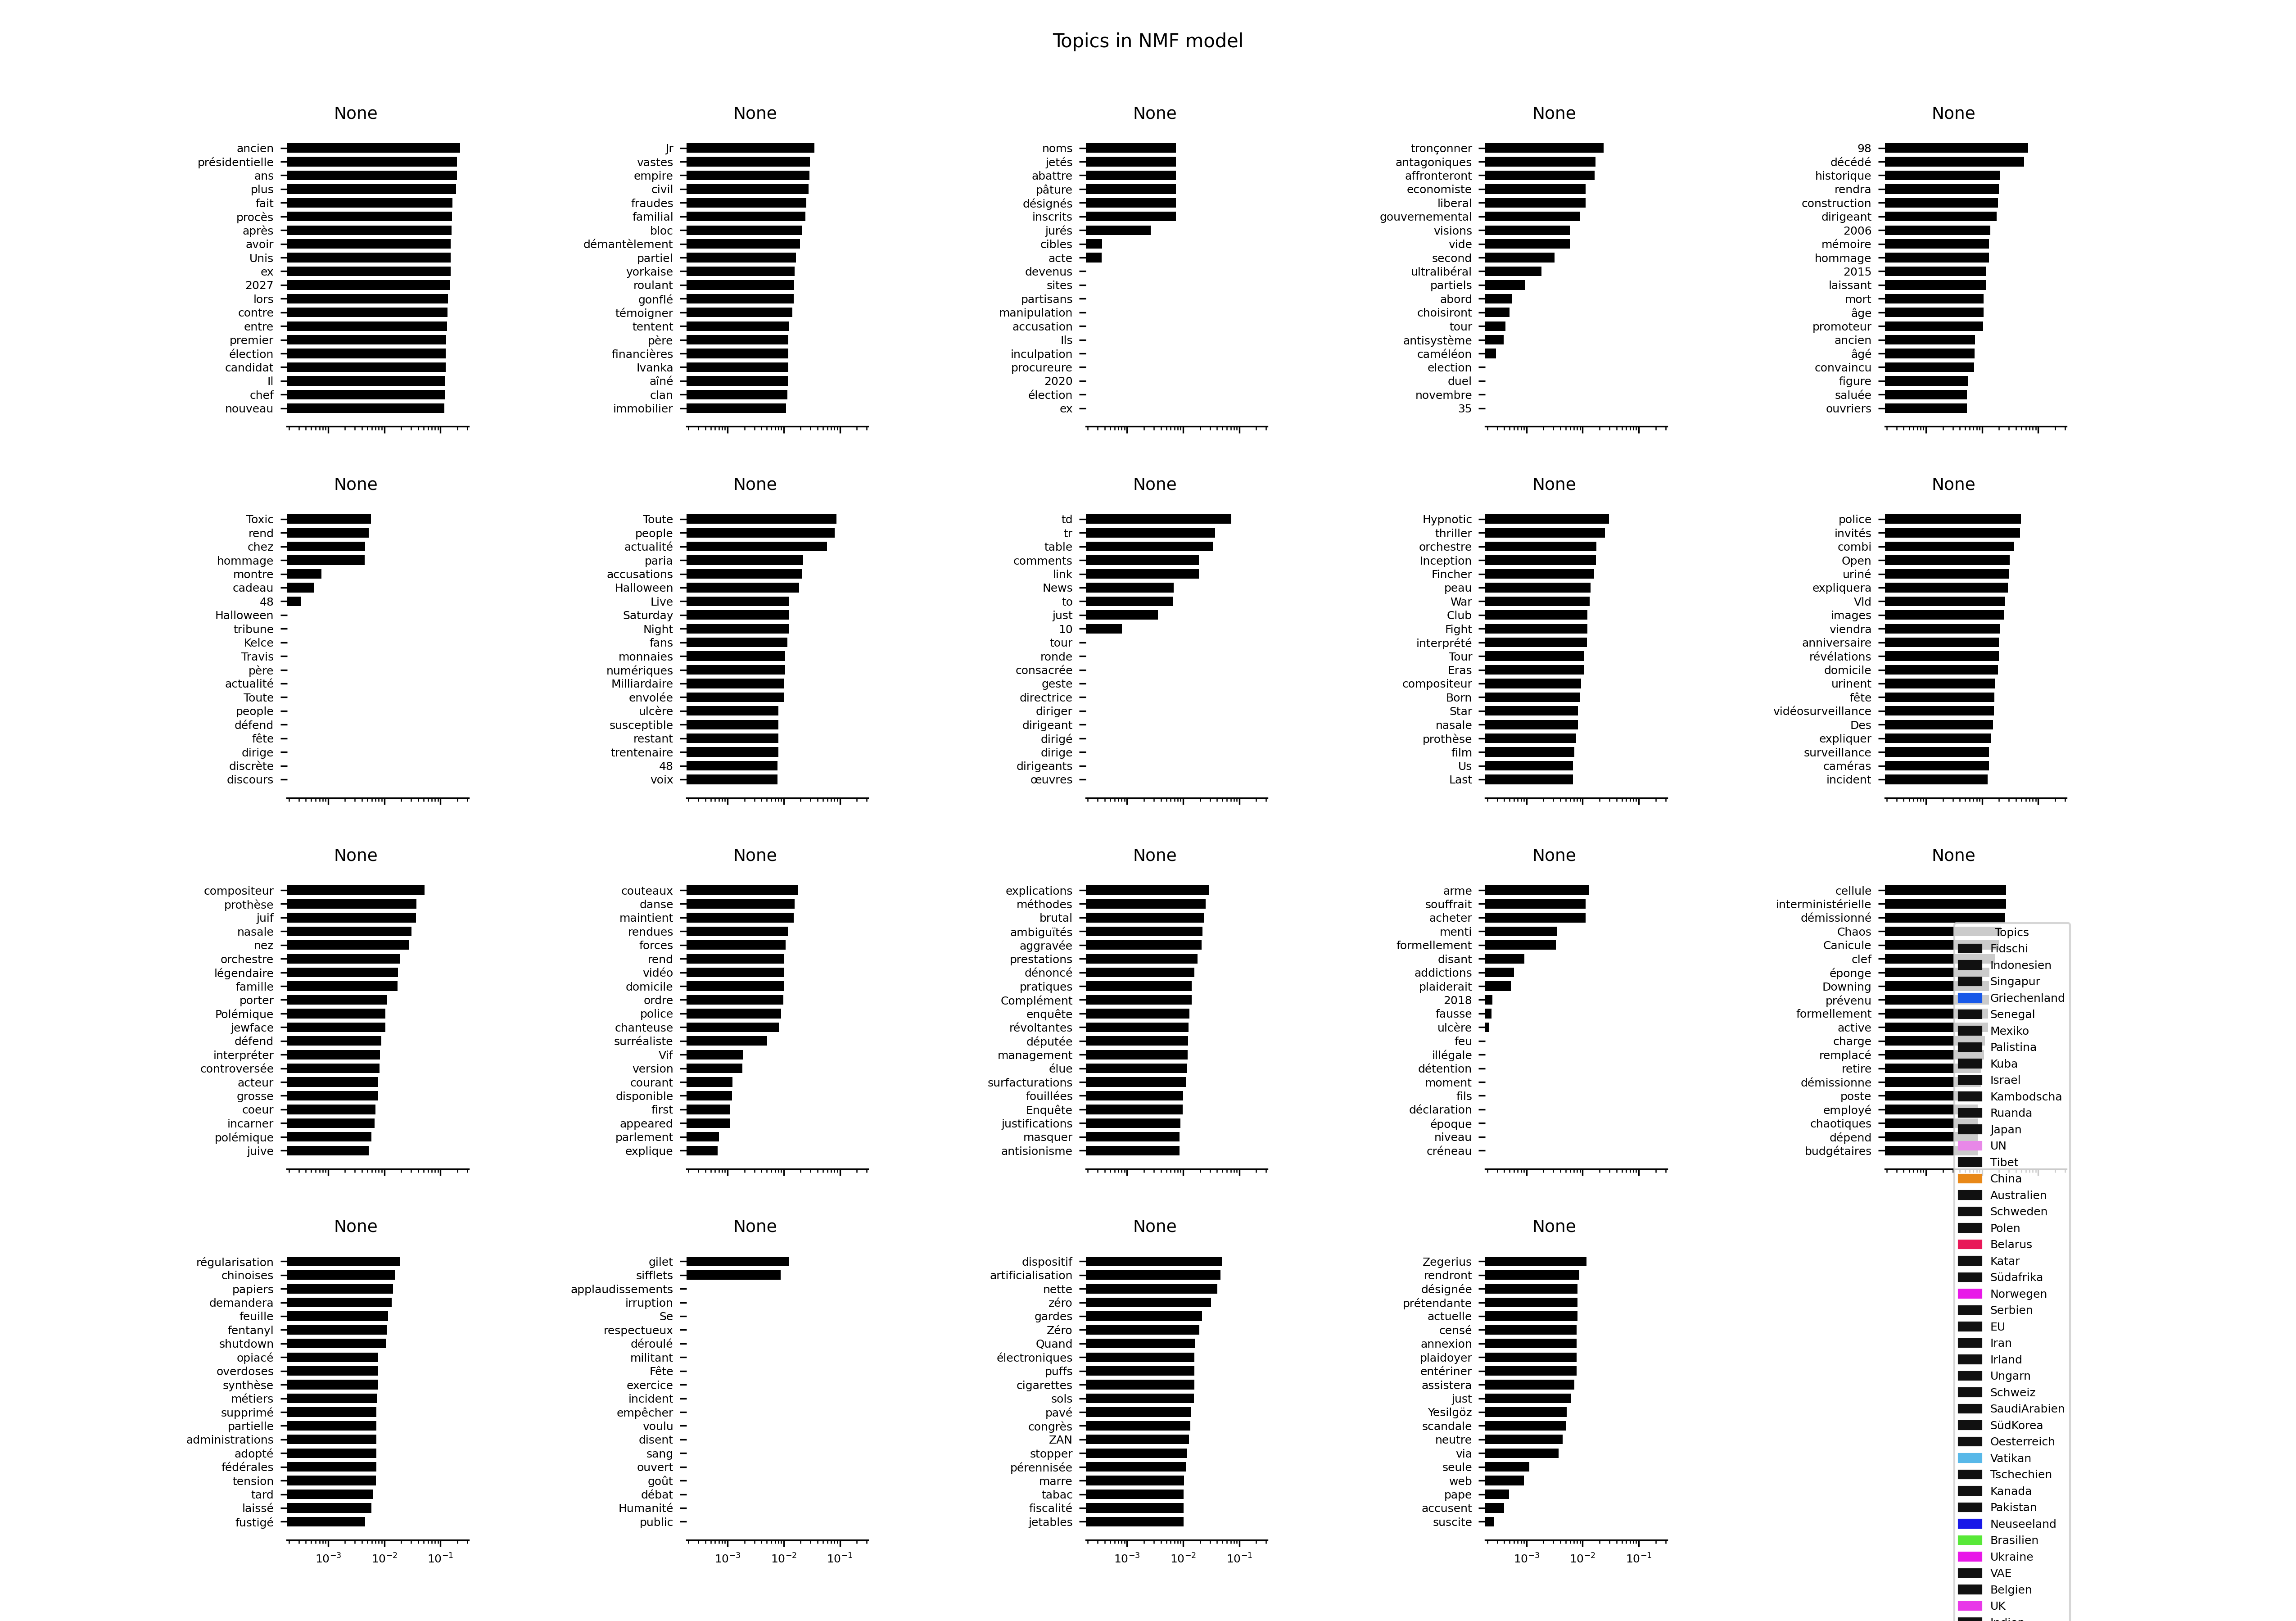 Topics in NMF model
None
ancien
présidentielle
ans
plus
fait
procès
après
avoir
Unis
ex
2027
lors
contre
entre
premier
élection
candidat
Il
chef
nouveau
None
Jr
vastes
empire
civil
fraudes
familial
bloc
démantèlement
partiel
yorkaise
roulant
gonflé
témoigner
tentent
père
financières
Ivanka
aîné
clan
immobilier
None
noms
jetés
abattre
pâture
désignés
inscrits
jurés
cibles
acte
devenus
sites
partisans
manipulation
accusation
Ils
inculpation
procureure
2020
élection
ex
None
tronçonner
antagoniques
affronteront
economiste
liberal
gouvernemental
visions
vide
second
ultralibéral
partiels
abord
choisiront
tour
antisystème
caméléon
election
duel
novembre
35
None
98
décédé
historique
rendra
construction
dirigeant
2006
mémoire
hommage
2015
laissant
mort
âge
promoteur
ancien
âgé
convaincu
figure
saluée
ouvriers
None
Toxic
rend
chez
hommage
montre
cadeau
48
Halloween
tribune
Kelce
Travis
père
actualité
Toute
people
défend
fête
dirige
discrète
discours
None
Toute
people
actualité
paria
accusations
Halloween
Live
Saturday
Night
fans
monnaies
numériques
Milliardaire
envolée
ulcère
susceptible
restant
trentenaire
48
voix
None
td
tr
table
comments
link
News
to
just
10
tour
ronde
consacrée
geste
directrice
diriger
dirigeant
dirigé
dirige
dirigeants
œuvres
None
Hypnotic
thriller
orchestre
Inception
Fincher
peau
War
Club
Fight
interprété
Tour
Eras
compositeur
Born
Star
nasale
prothèse
film
Us
Last
None
police
invités
combi
Open
uriné
expliquera
Vld
images
viendra
anniversaire
révélations
domicile
urinent
fête
vidéosurveillance
Des
expliquer
surveillance
caméras
incident
None
compositeur
prothèse
juif
nasale
nez
orchestre
légendaire
famille
porter
Polémique
jewface
défend
interpréter
controversée
acteur
grosse
coeur
incarner
polémique
juive
None
couteaux
danse
maintient
rendues
forces
rend
vidéo
domicile
ordre
police
chanteuse
surréaliste
Vif
version
courant
disponible
first
appeared
parlement
explique
None
explications
méthodes
brutal
ambiguïtés
aggravée
prestations
dénoncé
pratiques
Complément
enquête
révoltantes
députée
management
élue
surfacturations
fouillées
Enquête
justifications
masquer
antisionisme
None
arme
souffrait
acheter
menti
formellement
disant
addictions
plaiderait
2018
fausse
ulcère
feu
illégale
détention
moment
fils
déclaration
époque
niveau
créneau
None
cellule
interministérielle
démissionné
Chaos
Canicule
clef
éponge
Downing
prévenu
formellement
active
charge
remplacé
retire
démissionne
poste
employé
chaotiques
dépend
budgétaires
None
régularisation
chinoises
papiers
demandera
feuille
fentanyl
shutdown
opiacé
overdoses
synthèse
métiers
supprimé
partielle
administrations
adopté
fédérales
tension
tard
laissé
fustigé
10⁻³ 10⁻² 10⁻¹
None
gilet
sifflets
applaudissements
irruption
Se
respectueux
déroulé
militant
Fête
exercice
incident
empêcher
voulu
disent
sang
ouvert
goût
débat
Humanité
public
10⁻³ 10⁻² 10⁻¹
None
dispositif
artificialisation
nette
zéro
gardes
Zéro
Quand
électroniques
puffs
cigarettes
sols
pavé
congrès
ZAN
stopper
pérennisée
marre
tabac
fiscalité
jetables
10⁻³ 10⁻² 10⁻¹
None
Zegerius
rendront
désignée
prétendante
actuelle
censé
annexion
plaidoyer
entériner
assistera
just
Yesilgöz
scandale
neutre
via
seule
web
pape
accusent
suscite
10⁻³ 10⁻² 10⁻¹
Topics
Fidschi
Indonesien
Singapur
Griechenland
Senegal
Mexiko
Palistina
Kuba
Israel
Kambodscha
Ruanda
Japan
UN
Tibet
China
Australien
Schweden
Polen
Belarus
Katar
Südafrika
Norwegen
Serbien
EU
Iran
Irland
Ungarn
Schweiz
SaudiArabien
SüdKorea
Oesterreich
Vatikan
Tschechien
Kanada
Pakistan
Neuseeland
Brasilien
Ukraine
VAE
Belgien
UK